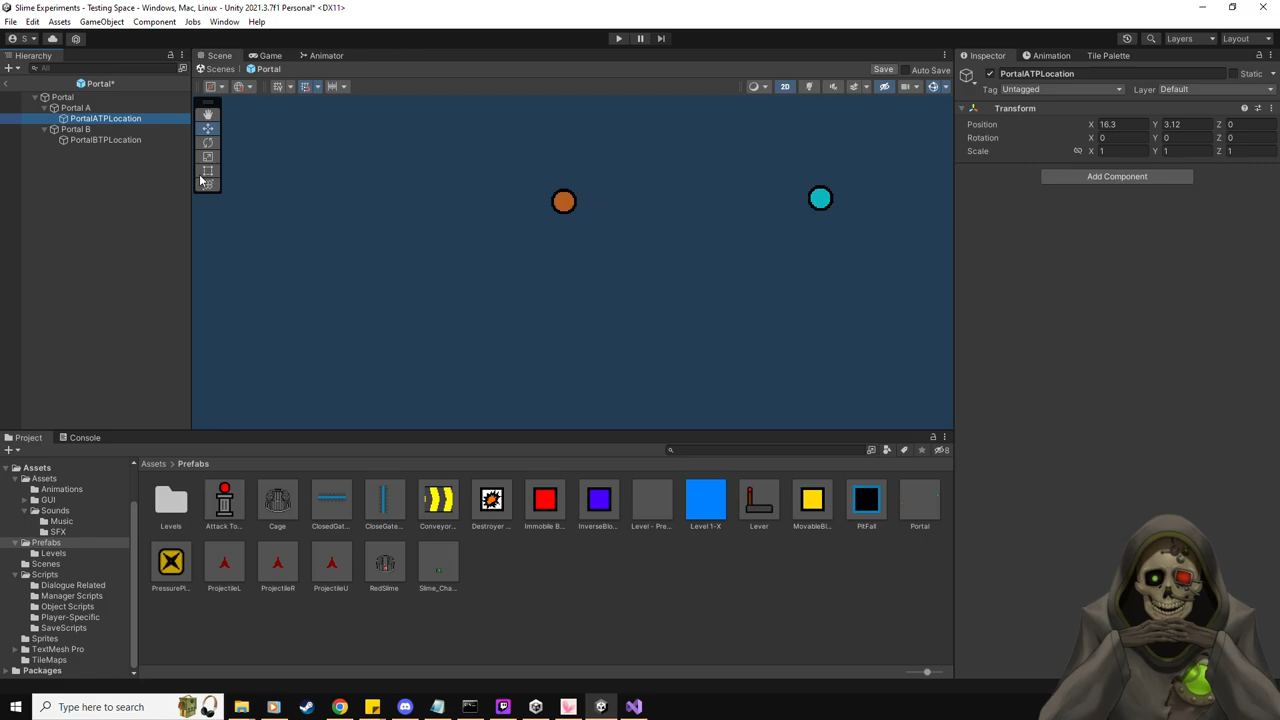 Slime Experiments - Testing Space - Windows, Mac, Linux - Unity 2021.3.7f1 Personal* <DX11>
File Edit Assets GameObject Component Jobs Window Help
S Layers Layout
Hierarchy Scene Game Animator Inspector Animation Tile Palette
All Scenes Portal Save Auto Save
Portal*
2D
PortalATPLocation Static
Tag Untagged Layer Default
Portal
Portal A
PortalATPLocation
Portal B
PortalBTPLocation
Transform
Position X 16.3 Y 3.12 Z 0
Rotation X 0 Y 0 Z 0
Scale X 1 Y 1 Z 1
Add Component
Project Console
8
Assets > Prefabs
Assets
Assets
Animations
GUI
Sounds
Music
SFX
Prefabs
Levels
Scenes
Scripts
Dialogue Related
Manager Scripts
Object Scripts
Player-Specific
SaveScripts
Sprites
TextMesh Pro
TileMaps
Packages
Levels Attack To... Cage ClosedGat... CloseGate... Conveyor... Destroyer ... Immobile B... InverseBlo... Level - Pre... Level 1-X Lever MovableBl... PitFall Portal
PressurePl... ProjectileL ProjectileR ProjectileU RedSlime Slime_Cha...
Type here to search